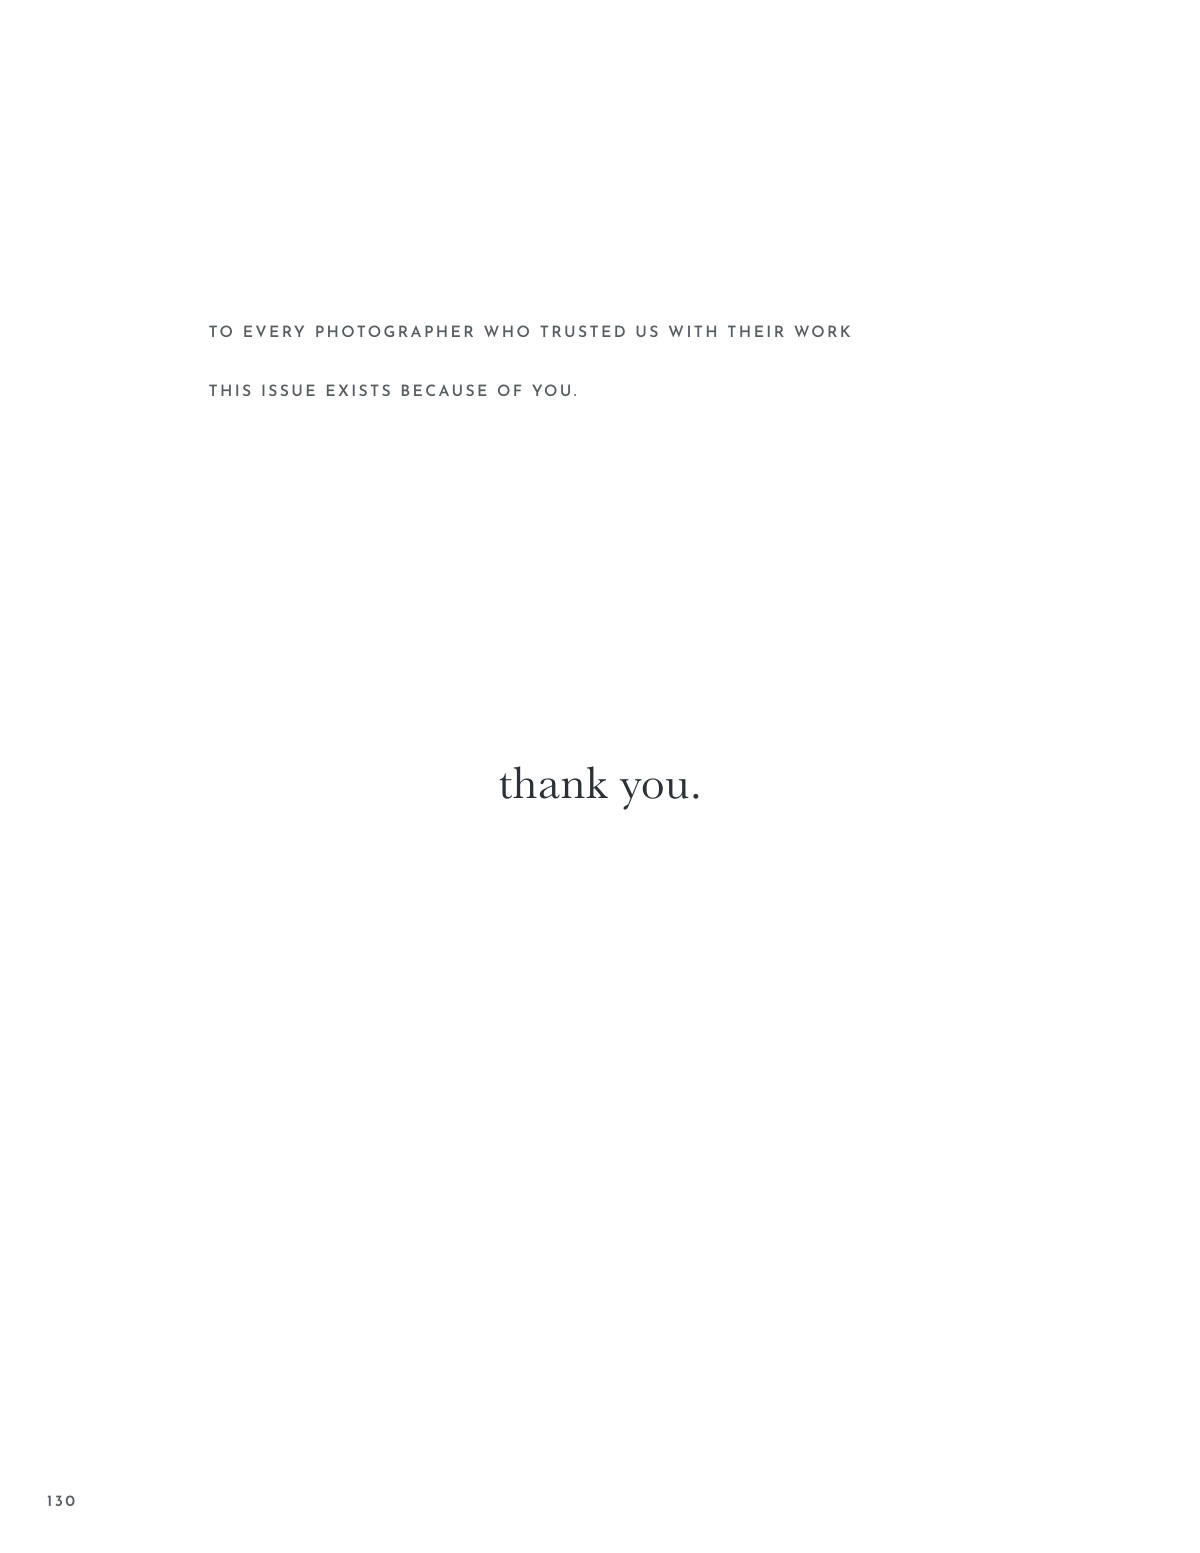 TO EVERY PHOTOGRAPHER WHO TRUSTED US WITH THEIR WORK
THIS ISSUE EXISTS BECAUSE OF YOU.
thank you.
130